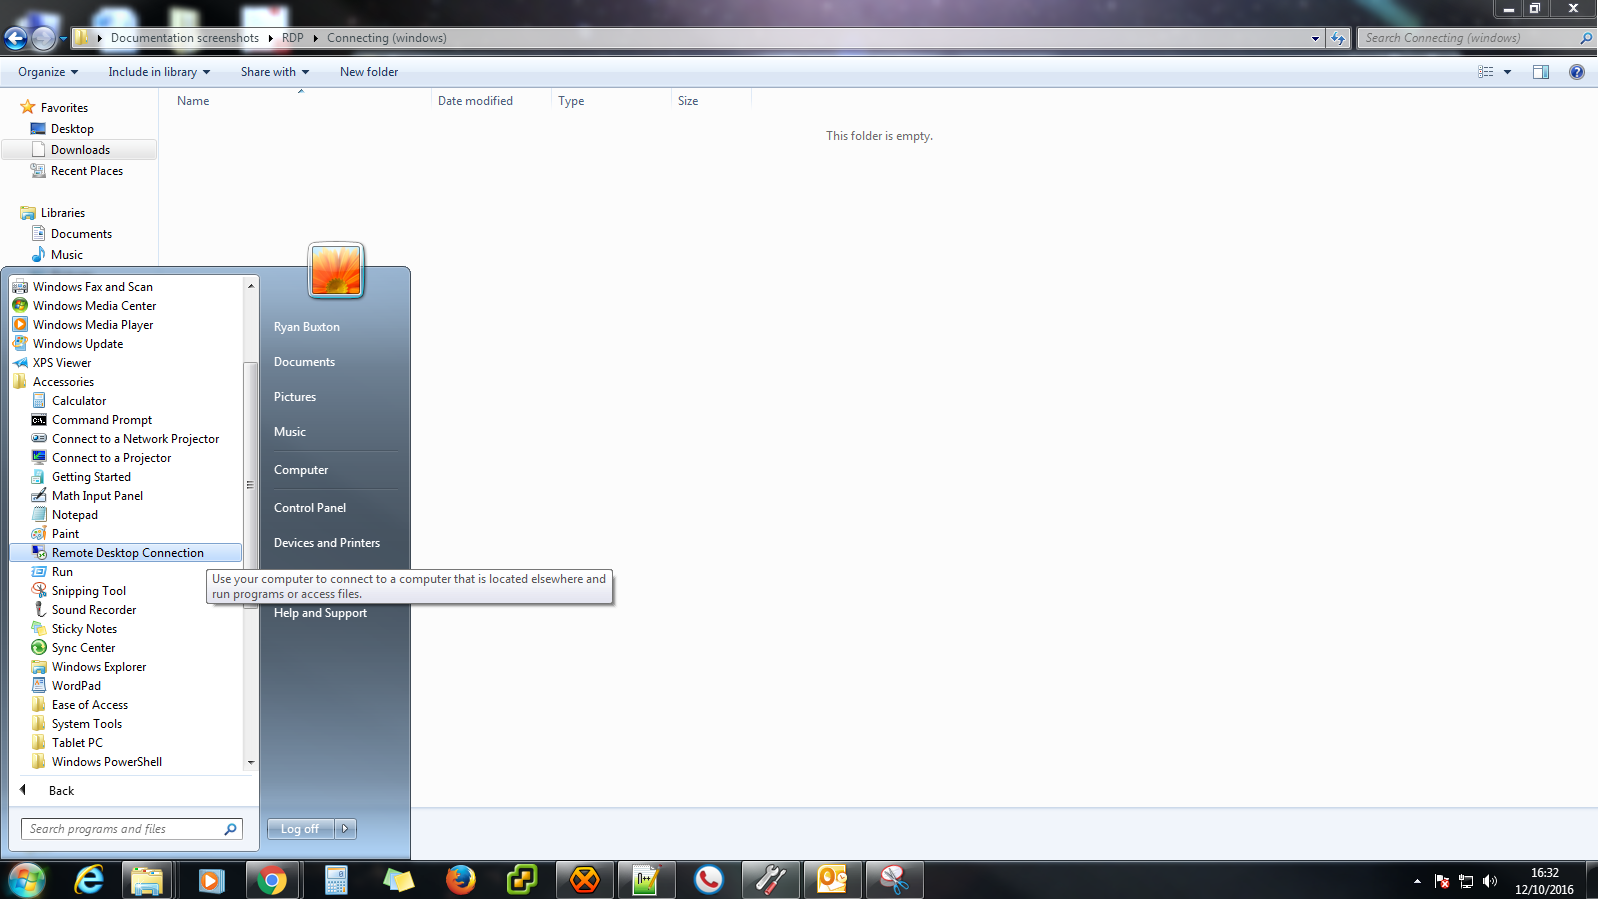 Documentation screenshots RDP Connecting (windows)
Search Connecting (windows)
Organize Include in library Share with New folder
Name Date modified Type Size
This folder is empty.
Favorites
Desktop
Downloads
Recent Places
Libraries
Documents
Music
Windows Fax and Scan
Windows Media Center
Windows Media Player
Windows Update
XPS Viewer
Accessories
Calculator
Command Prompt
Connect to a Network Projector
Connect to a Projector
Getting Started
Math Input Panel
Notepad
Paint
Remote Desktop Connection
Run
Snipping Tool
Sound Recorder
Sticky Notes
Sync Center
Windows Explorer
WordPad
Ease of Access
System Tools
Tablet PC
Windows PowerShell
Back
Search programs and files
Ryan Buxton
Documents
Pictures
Music
Computer
Control Panel
Devices and Printers
Use your computer to connect to a computer that is located elsewhere and
run programs or access files.
Help and Support
Log off
16:32
12/10/2016